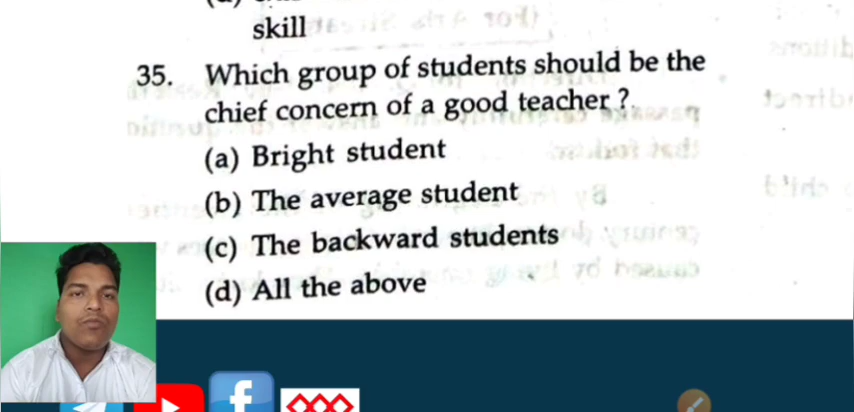 skill
35. Which group of students should be the
chief concern of a good teacher ?
(a) Bright student
(b) The average student
(c) The backward students
(d) All the above